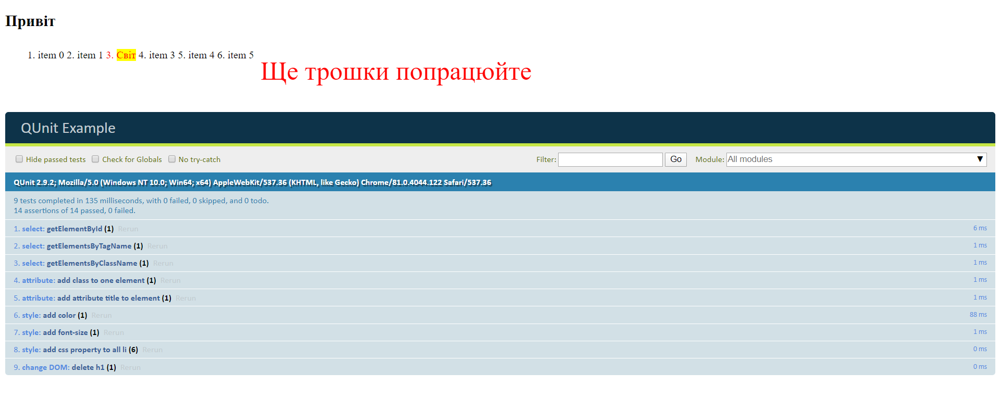 Привіт
1. item 0 2. item 1 3. Світ 4. item 3 5. item 4 6. item 5
Ще трошки попрацюйте
QUnit Example
Hide passed tests Check for Globals No try-catch Filter: Go Module: All modules ▼
QUnit 2.9.2; Mozilla/5.0 (Windows NT 10.0; Win64; x64) AppleWebKit/537.36 (KHTML, like Gecko) Chrome/81.0.4044.122 Safari/537.36
9 tests completed in 135 milliseconds, with 0 failed, 0 skipped, and 0 todo.
14 assertions of 14 passed, 0 failed.
1. select: getElementById (1) Rerun 6 ms
2. select: getElementsByTagName (1) Rerun 1 ms
3. select: getElementsByClassName (1) Rerun 1 ms
4. attribute: add class to one element (1) Rerun 1 ms
5. attribute: add attribute title to element (1) Rerun 1 ms
6. style: add color (1) Rerun 88 ms
7. style: add font-size (1) Rerun 1 ms
8. style: add css property to all li (6) Rerun 0 ms
9. change DOM: delete h1 (1) Rerun 0 ms